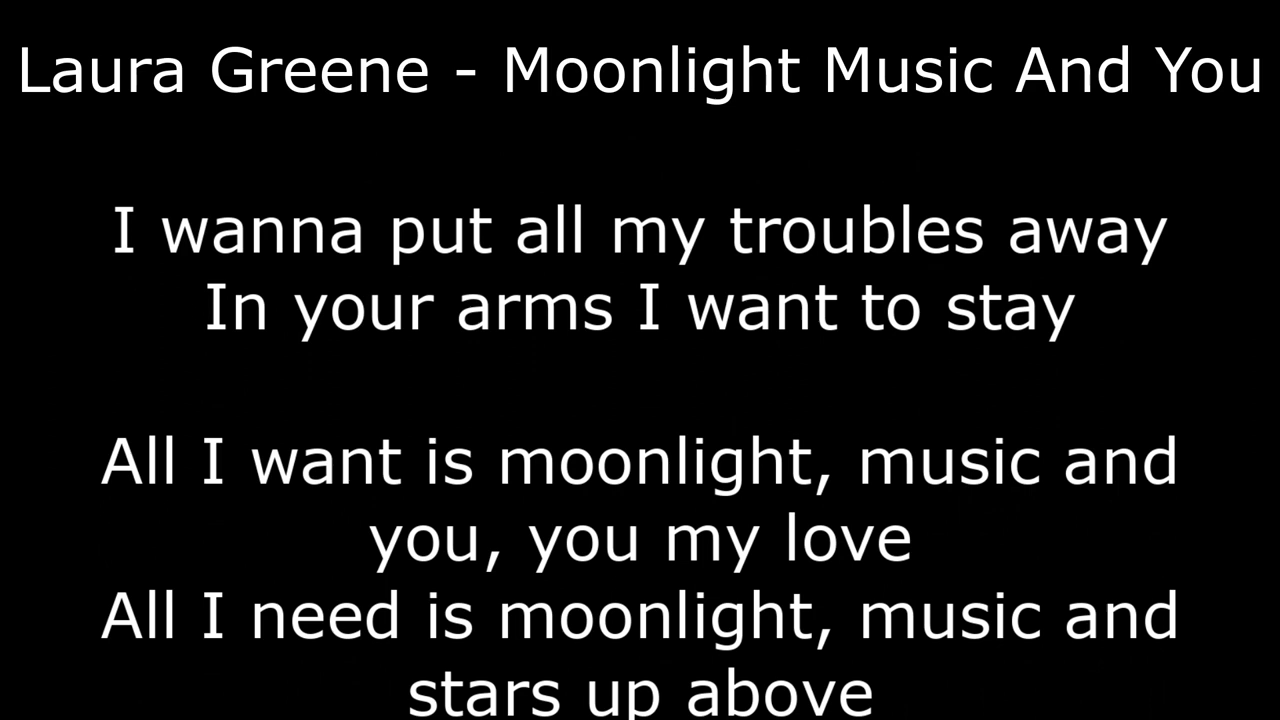 Laura Greene - Moonlight Music And You
I wanna put all my troubles away
In your arms I want to stay
All I want is moonlight, music and
you, you my love
All I need is moonlight, music and
stars up above